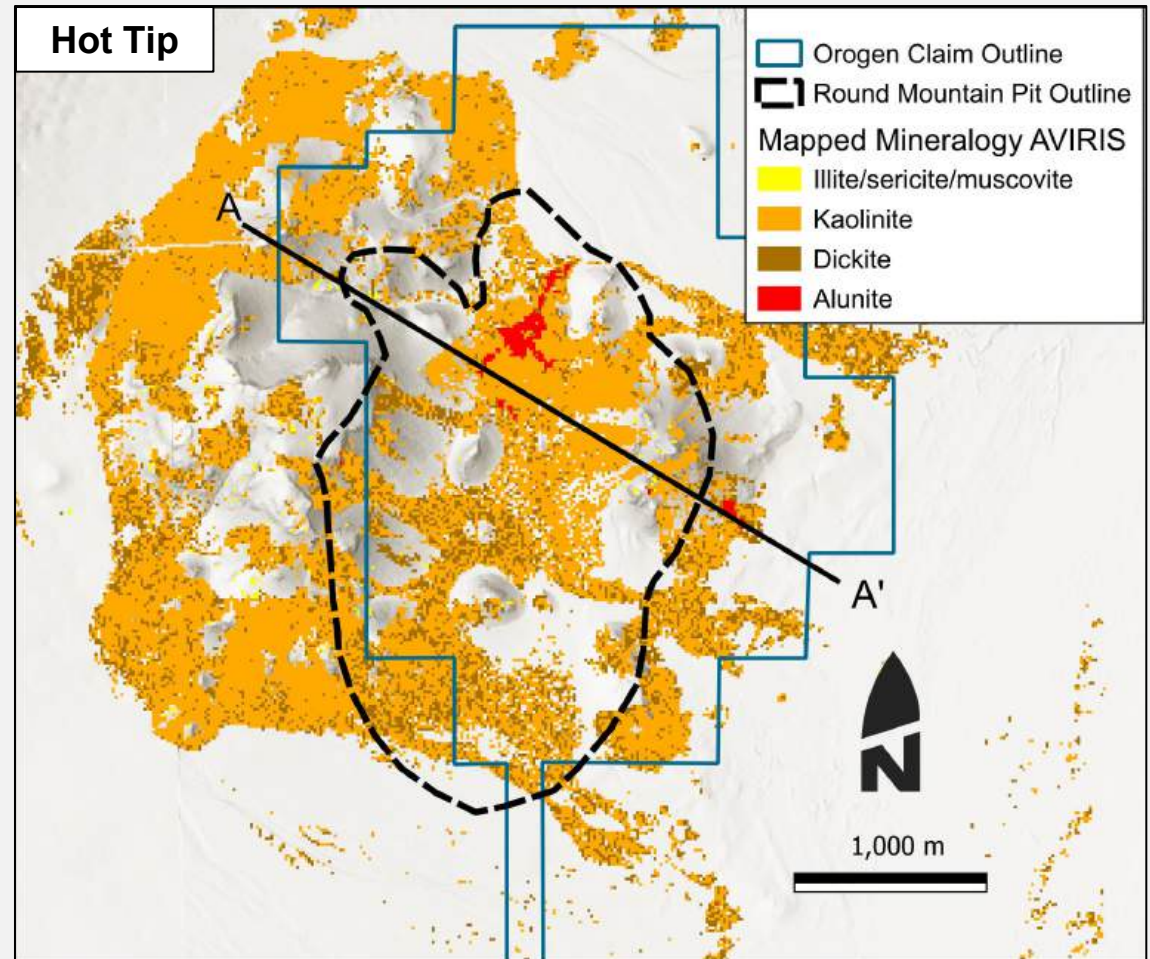 Hot Tip
Orogen Claim Outline
Round Mountain Pit Outline
Mapped Mineralogy AVIRIS
Illite/sericite/muscovite
Kaolinite
Dickite
Alunite
A
A'
N
1,000 m